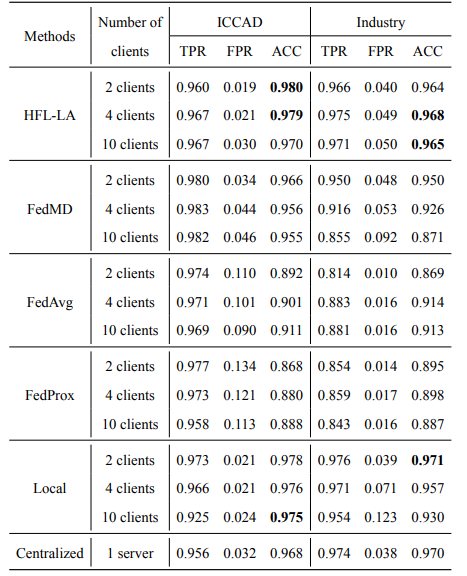 Methods Number of clients ICCAD Industry
TPR FPR ACC TPR FPR ACC
HFL-LA
2 clients 0.960 0.019 0.980 0.966 0.040 0.964
4 clients 0.967 0.021 0.979 0.975 0.049 0.968
10 clients 0.967 0.030 0.970 0.971 0.050 0.965
FedMD
2 clients 0.980 0.034 0.966 0.950 0.048 0.950
4 clients 0.983 0.044 0.956 0.916 0.053 0.926
10 clients 0.982 0.046 0.955 0.855 0.092 0.871
FedAvg
2 clients 0.974 0.110 0.892 0.814 0.010 0.869
4 clients 0.971 0.101 0.901 0.883 0.016 0.914
10 clients 0.969 0.090 0.911 0.881 0.016 0.913
FedProx
2 clients 0.977 0.134 0.868 0.854 0.014 0.895
4 clients 0.973 0.121 0.880 0.859 0.017 0.898
10 clients 0.958 0.113 0.888 0.843 0.016 0.887
Local
2 clients 0.973 0.021 0.978 0.976 0.039 0.971
4 clients 0.966 0.021 0.976 0.971 0.071 0.957
10 clients 0.925 0.024 0.975 0.954 0.123 0.930
Centralized 1 server 0.956 0.032 0.968 0.974 0.038 0.970